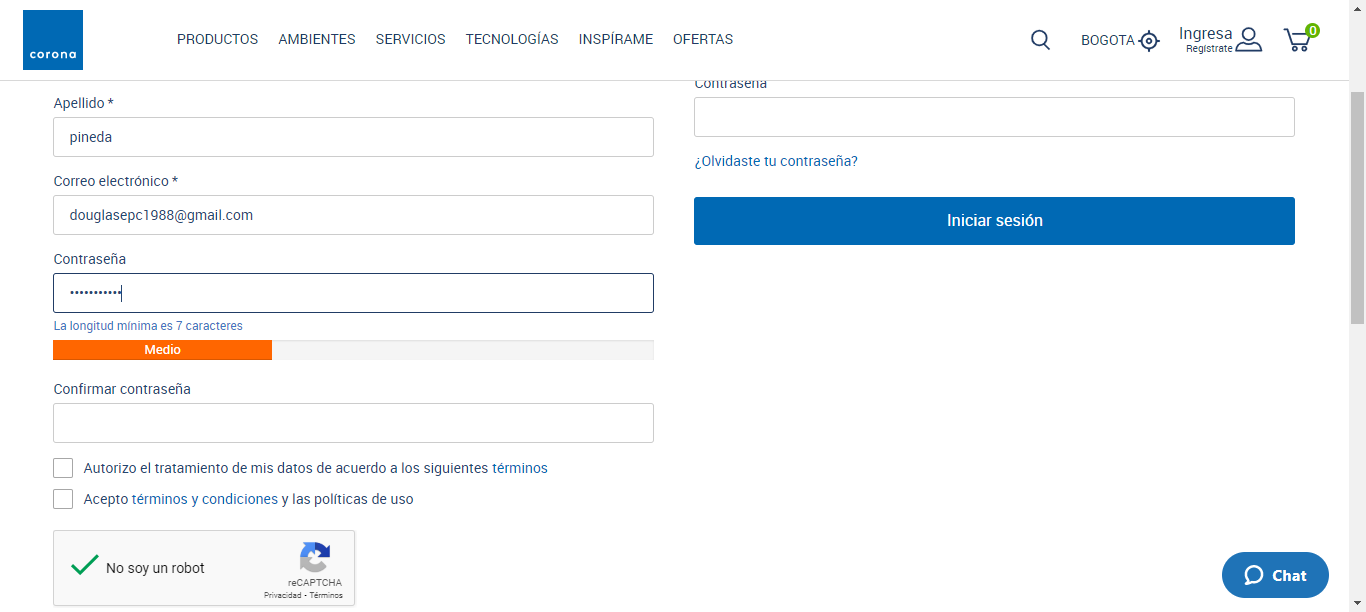 corona
PRODUCTOS AMBIENTES SERVICIOS TECNOLOGÍAS INSPÍRAME OFERTAS
BOGOTA
Ingresa
Regístrate
0
Apellido *
pineda
Correo electrónico *
douglasepc1988@gmail.com
Contraseña
•••••••••••
La longitud mínima es 7 caracteres
Medio
Confirmar contraseña
Autorizo el tratamiento de mis datos de acuerdo a los siguientes términos
Acepto términos y condiciones y las políticas de uso
No soy un robot
reCAPTCHA
Privacidad - Términos
Contraseña
¿Olvidaste tu contraseña?
Iniciar sesión
Chat